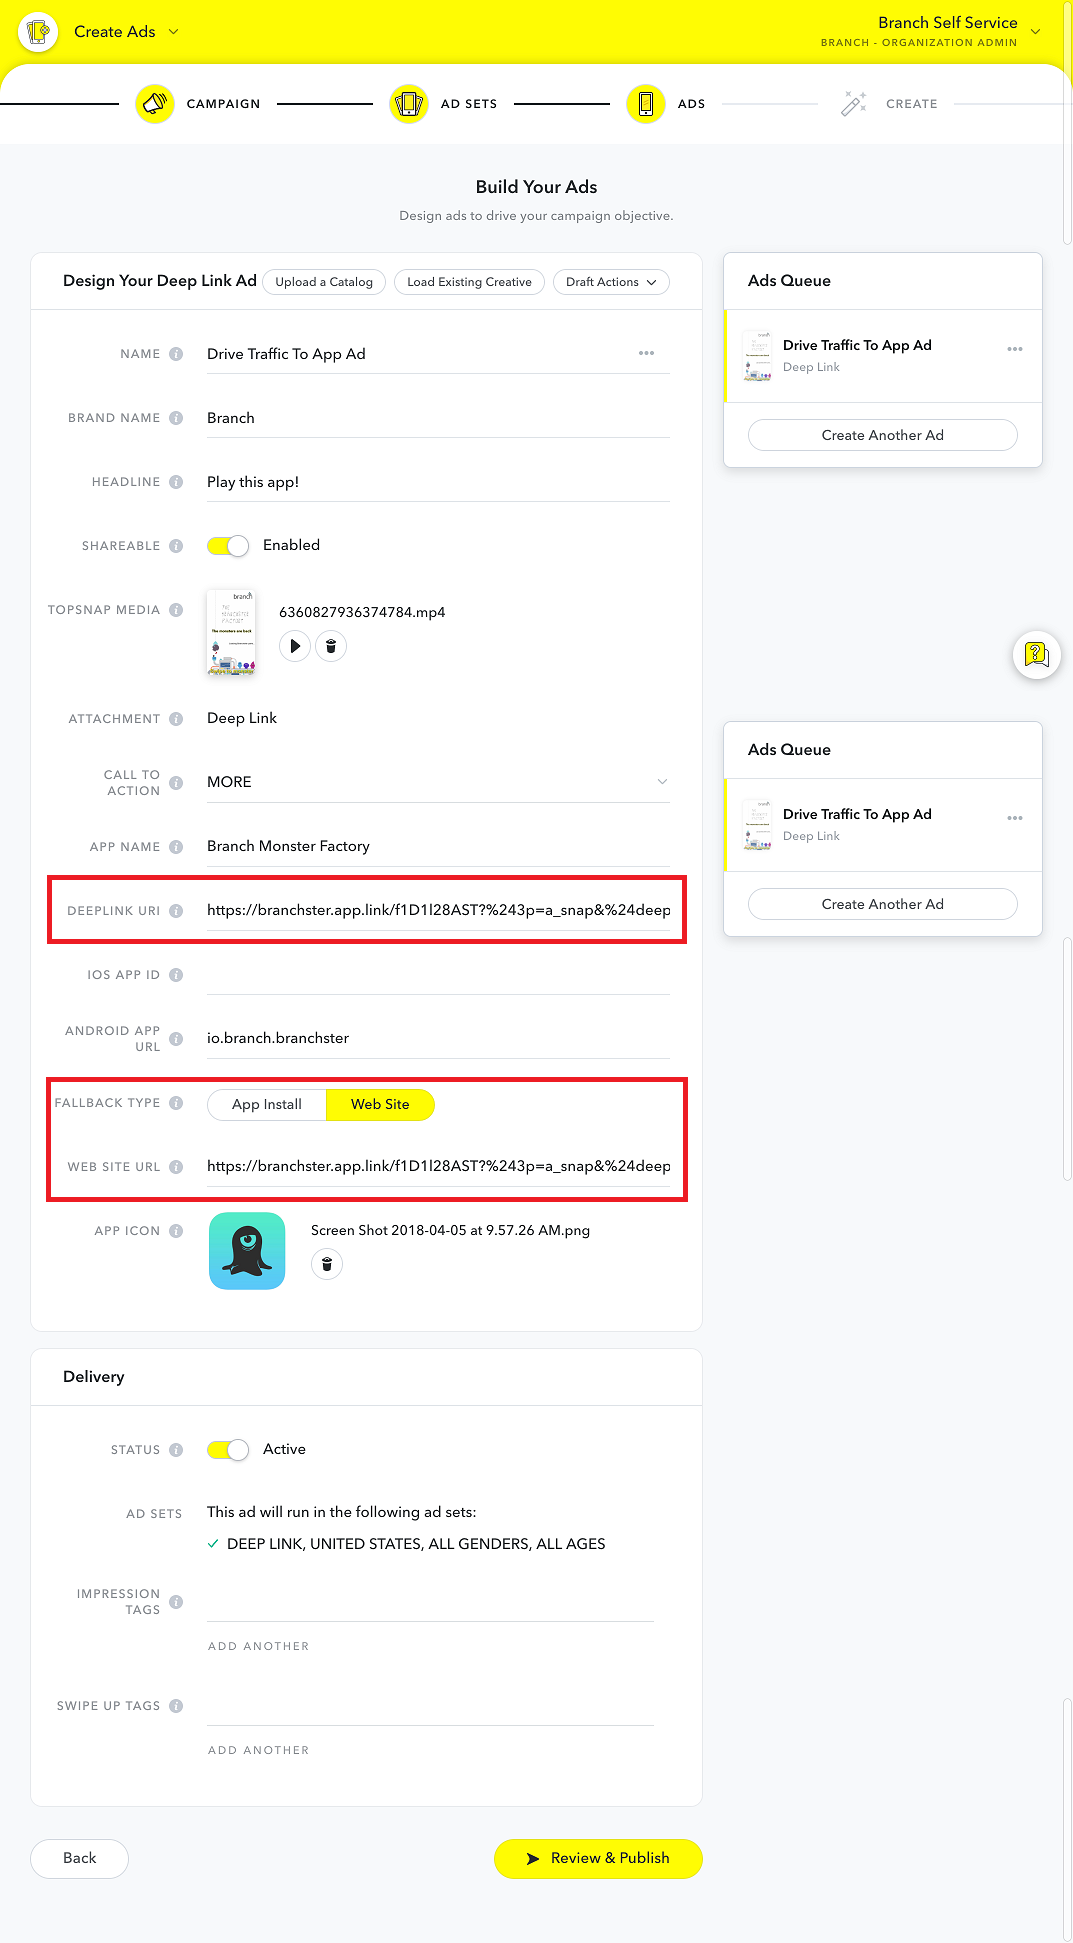 Create Ads
Branch Self Service
BRANCH - ORGANIZATION ADMIN
CAMPAIGN
AD SETS
ADS
CREATE
Build Your Ads
Design ads to drive your campaign objective.
Design Your Deep Link Ad
Upload a Catalog
Load Existing Creative
Draft Actions
NAME
Drive Traffic To App Ad
BRAND NAME
Branch
HEADLINE
Play this app!
SHAREABLE
Enabled
TOPSNAP MEDIA
branch
The monsters are back
6360827936374784.mp4
ATTACHMENT
Deep Link
CALL TO
ACTION
MORE
APP NAME
Branch Monster Factory
DEEPLINK URI
https://branchster.app.link/f1D1I28AST?%243p=a_snap&%24deep
IOS APP ID
ANDROID APP
URL
io.branch.branchster
FALLBACK TYPE
App Install
Web Site
WEB SITE URL
https://branchster.app.link/f1D1I28AST?%243p=a_snap&%24deep
APP ICON
Screen Shot 2018-04-05 at 9.57.26 AM.png
Delivery
STATUS
Active
AD SETS
This ad will run in the following ad sets:
DEEP LINK, UNITED STATES, ALL GENDERS, ALL AGES
IMPRESSION
TAGS
ADD ANOTHER
SWIPE UP TAGS
ADD ANOTHER
Back
Review & Publish
Ads Queue
Drive Traffic To App Ad
Deep Link
Create Another Ad
Ads Queue
Drive Traffic To App Ad
Deep Link
Create Another Ad